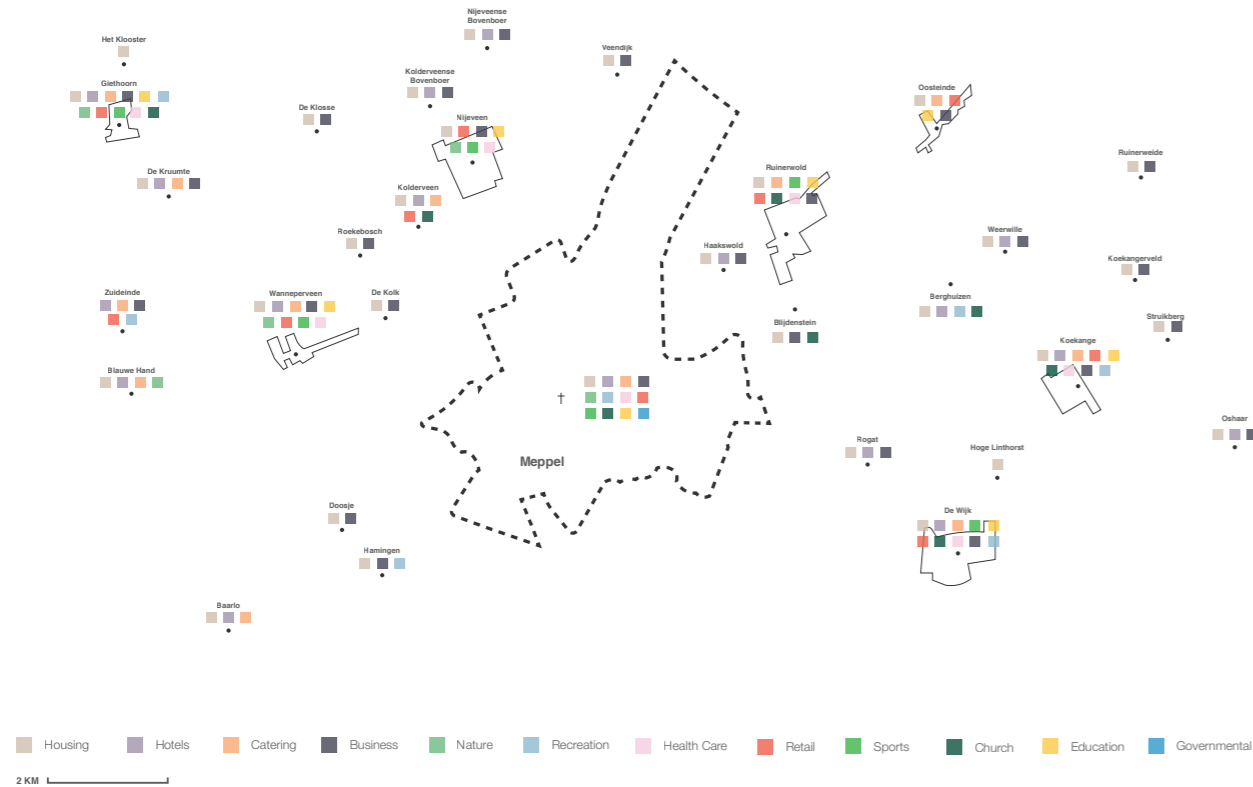 Nijeveense
Bovenboer
Het Klooster
Veendijk
Kolderveense
Bovenboer
Giethoorn
Oosteinde
De Klosse
Nijeveen
Ruinerweide
De Kruumte
Ruinerwold
Kolderveen
Roekebosch
Weerwille
Haakswold
Koekangerveld
Zuideinde
Wanneperveen
De Kolk
Berghuizen
Struikberg
Blijdenstein
Koekange
Blauwe Hand
Oshaar
Rogat
Hoge Linthorst
Meppel
Doosje
De Wijk
Hamingen
Baarlo
Housing Hotels Catering Business Nature Recreation Health Care Retail Sports Church Education Governmental
2 KM